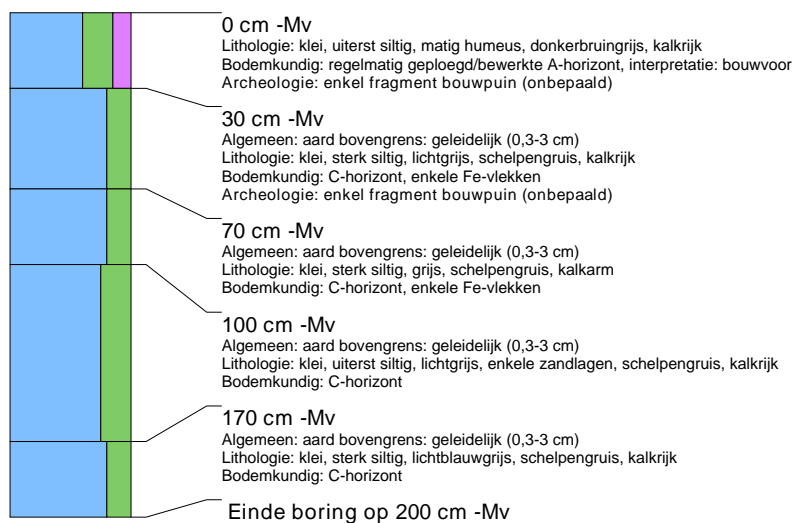 0 cm -Mv
Lithologie: klei, uiterst siltig, matig humeus, donkerbruingrijs, kalkrijk
Bodemkundig: regelmatig geploegd/bewerkte A-horizont, interpretatie: bouwvoor
Archeologie: enkel fragment bouwpuin (onbepaald)
30 cm -Mv
Algemeen: aard bovengrens: geleidelijk (0,3-3 cm)
Lithologie: klei, sterk siltig, lichtgrijs, schelpengruis, kalkrijk
Bodemkundig: C-horizont, enkele Fe-vlekken
Archeologie: enkel fragment bouwpuin (onbepaald)
70 cm -Mv
Algemeen: aard bovengrens: geleidelijk (0,3-3 cm)
Lithologie: klei, sterk siltig, grijs, schelpengruis, kalkarm
Bodemkundig: C-horizont, enkele Fe-vlekken
100 cm -Mv
Algemeen: aard bovengrens: geleidelijk (0,3-3 cm)
Lithologie: klei, uiterst siltig, lichtgrijs, enkele zandlagen, schelpengruis, kalkrijk
Bodemkundig: C-horizont
170 cm -Mv
Algemeen: aard bovengrens: geleidelijk (0,3-3 cm)
Lithologie: klei, sterk siltig, lichtblauwgrijs, schelpengruis, kalkrijk
Bodemkundig: C-horizont
Einde boring op 200 cm -Mv